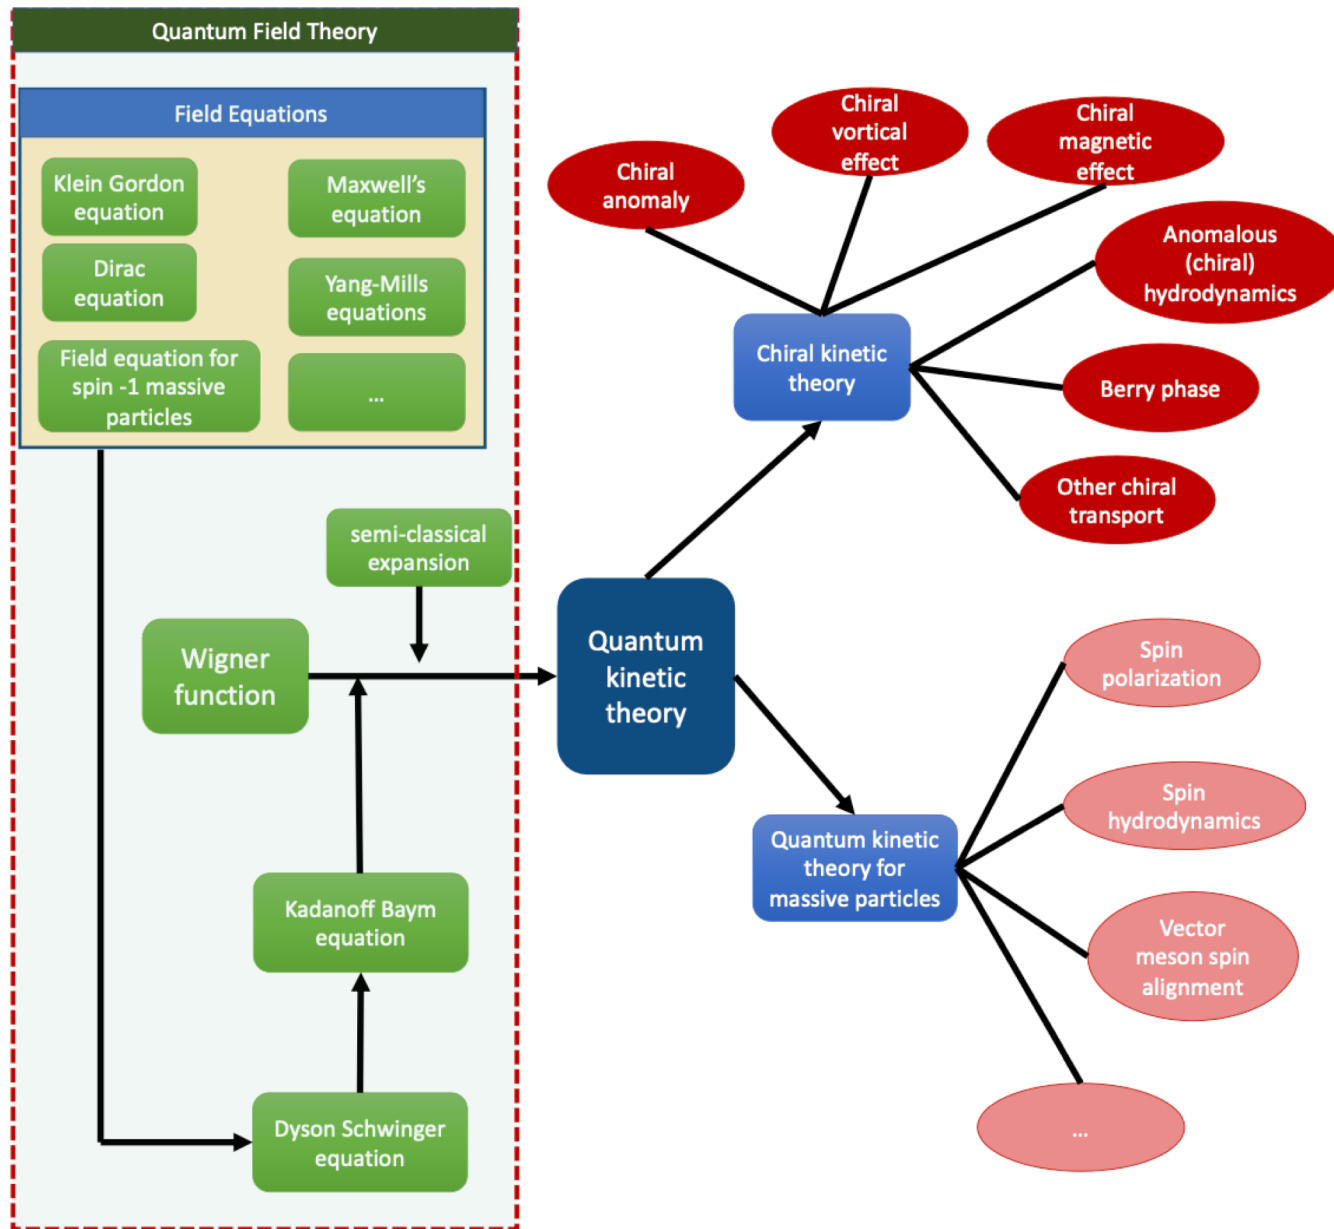 Quantum Field Theory
Field Equations
Klein Gordon
equation
Maxwell's
equation
Dirac
equation
Yang-Mills
equations
Field equation for
spin -1 massive
particles
...
semi-classical
expansion
Wigner
function
Kadanoff Baym
equation
Dyson Schwinger
equation
Quantum
kinetic
theory
Chiral
anomaly
Chiral
vortical
effect
Chiral
magnetic
effect
Anomalous
(chiral)
hydrodynamics
Chiral kinetic
theory
Berry phase
Other chiral
transport
Spin
polarization
Spin
hydrodynamics
Quantum kinetic
theory for
massive particles
Vector
meson spin
alignment
...